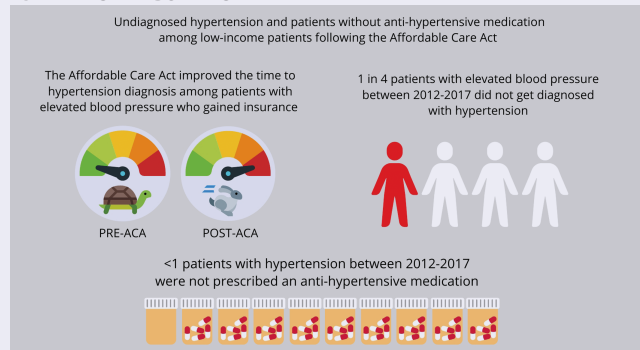 Undiagnosed hypertension and patients without anti-hypertensive medication
among low-income patients following the Affordable Care Act
The Affordable Care Act improved the time to
hypertension diagnosis among patients with
elevated blood pressure who gained insurance
PRE-ACA
POST-ACA
1 in 4 patients with elevated blood pressure
between 2012-2017 did not get diagnosed
with hypertension
<1 patients with hypertension between 2012-2017
were not prescribed an anti-hypertensive medication